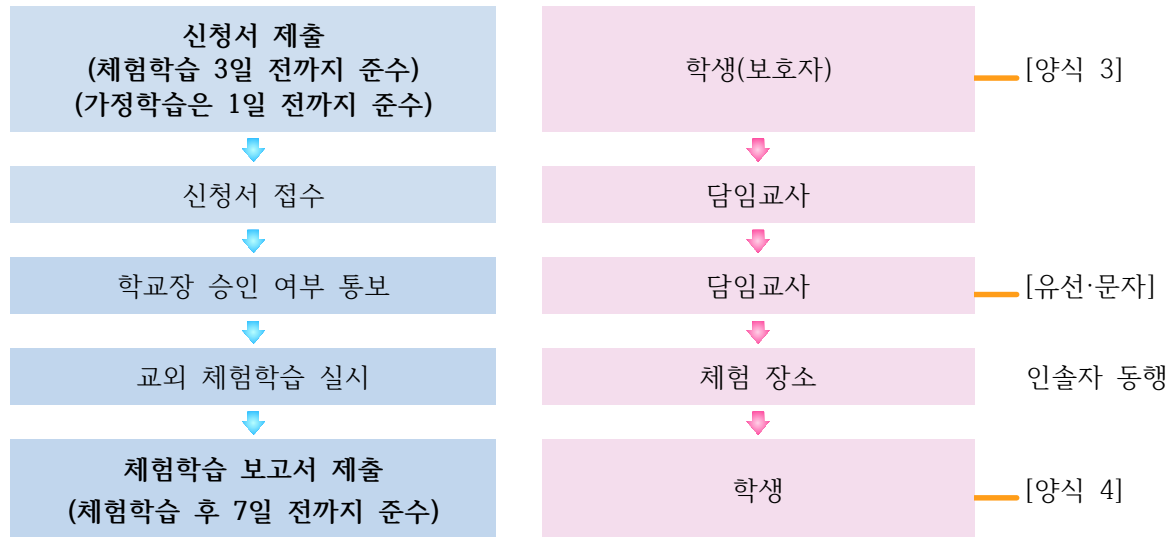 신청서 제출
(체험학습 3일 전까지 준수)
(가정학습은 1일 전까지 준수)
학생(보호자)
[양식 3]
신청서 접수
담임교사
학교장 승인 여부 통보
담임교사
[유선·문자]
교외 체험학습 실시
체험 장소
인솔자 동행
체험학습 보고서 제출
(체험학습 후 7일 전까지 준수)
학생
[양식 4]